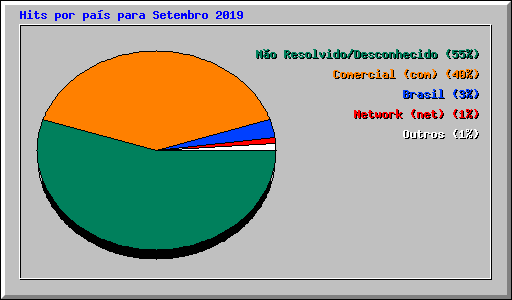 Hits por país para Setembro 2019
Não Resolvido/Desconhecido (55%)
Comercial (com) (40%)
Brasil (3%)
Network (net) (1%)
Outros (1%)